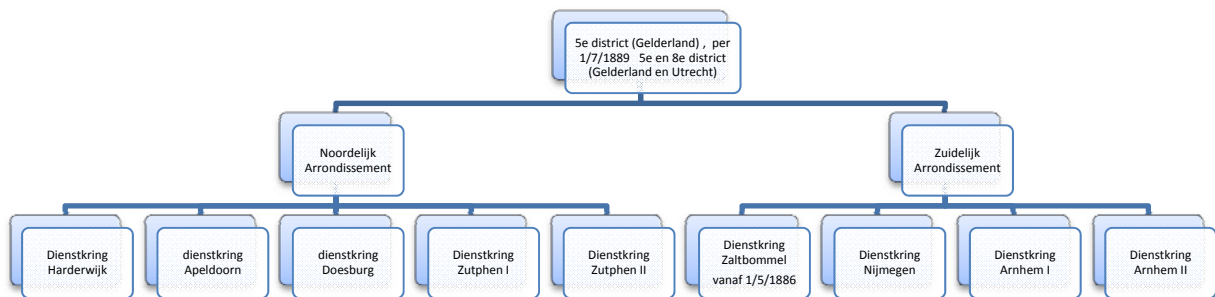 5e district (Gelderland) , per
1/7/1889 5e en 8e district
(Gelderland en Utrecht)
Noordelijk
Arrondissement
Zuidelijk
Arrondissement
Dienstkring
Harderwijk
dienstkring
Apeldoorn
dienstkring
Doesburg
Dienstkring
Zutphen I
Dienstkring
Zutphen II
Dienstkring
Zaltbommel
vanaf 1/5/1886
Dienstkring
Nijmegen
Dienstkring
Arnhem I
Dienstkring
Arnhem II